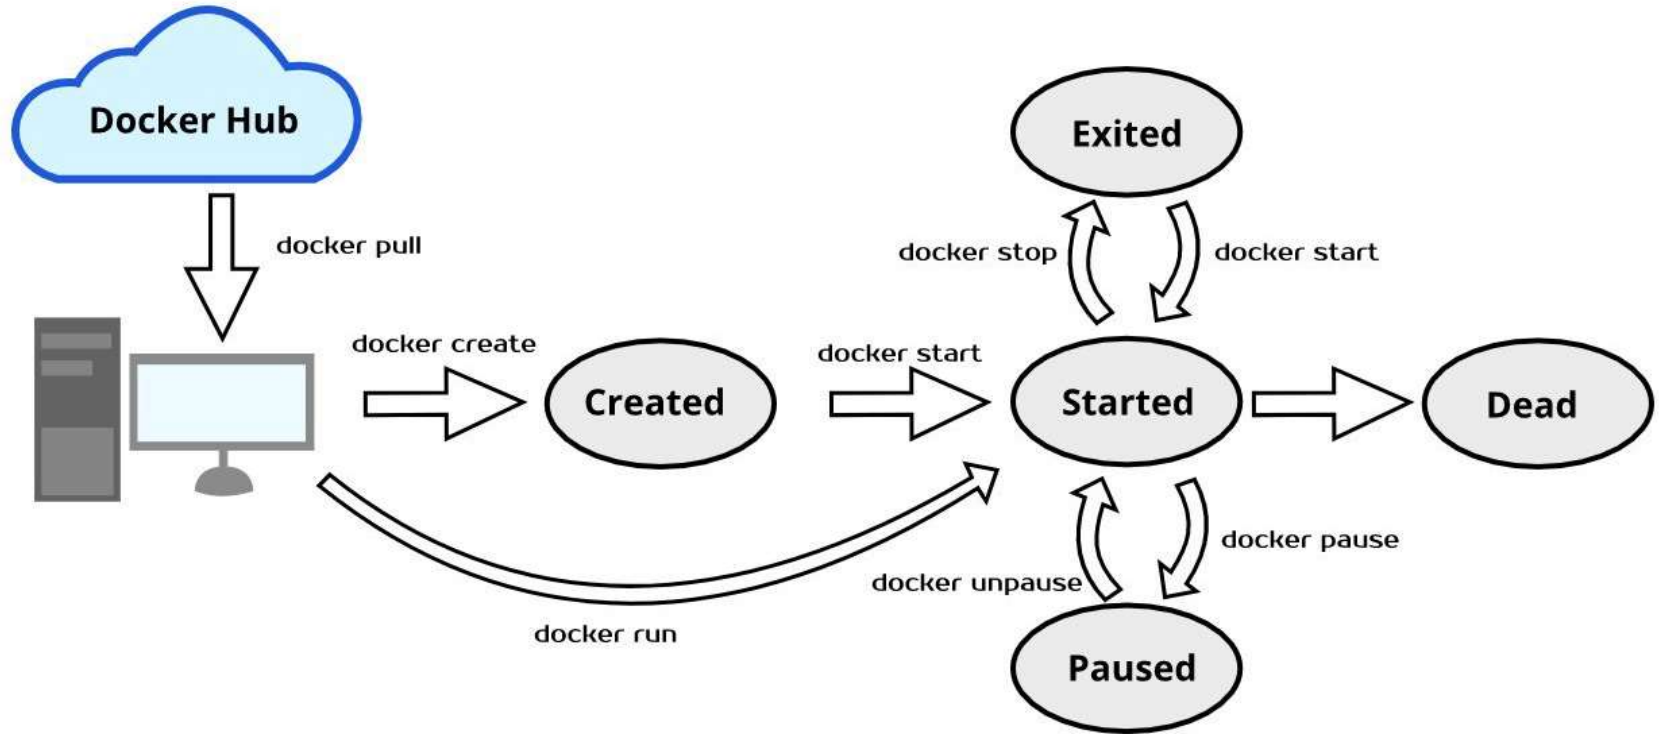 Docker Hub
docker pull
docker create
Created
docker start
Exited
docker stop
docker start
Started
Dead
docker pause
docker unpause
docker run
Paused